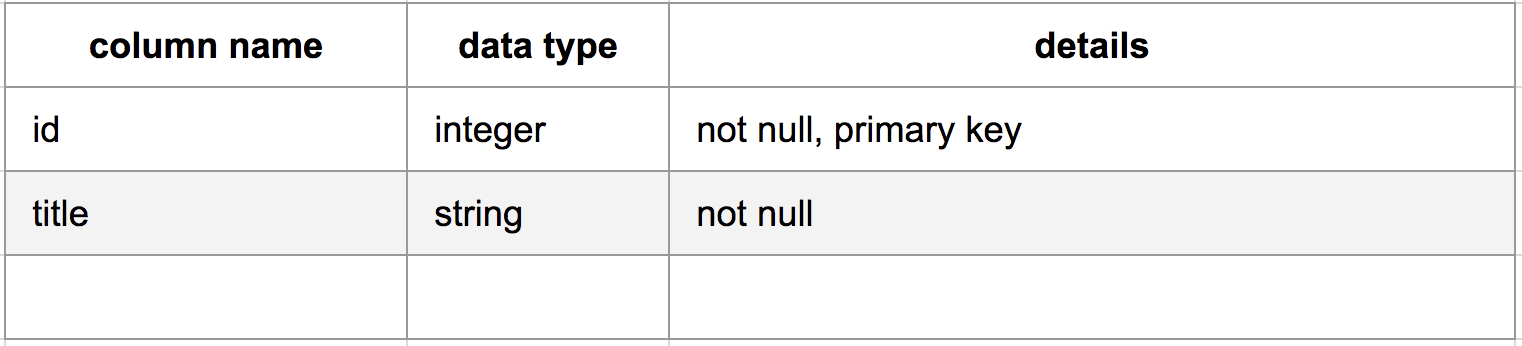 column name data type details
id integer not null, primary key
title string not null